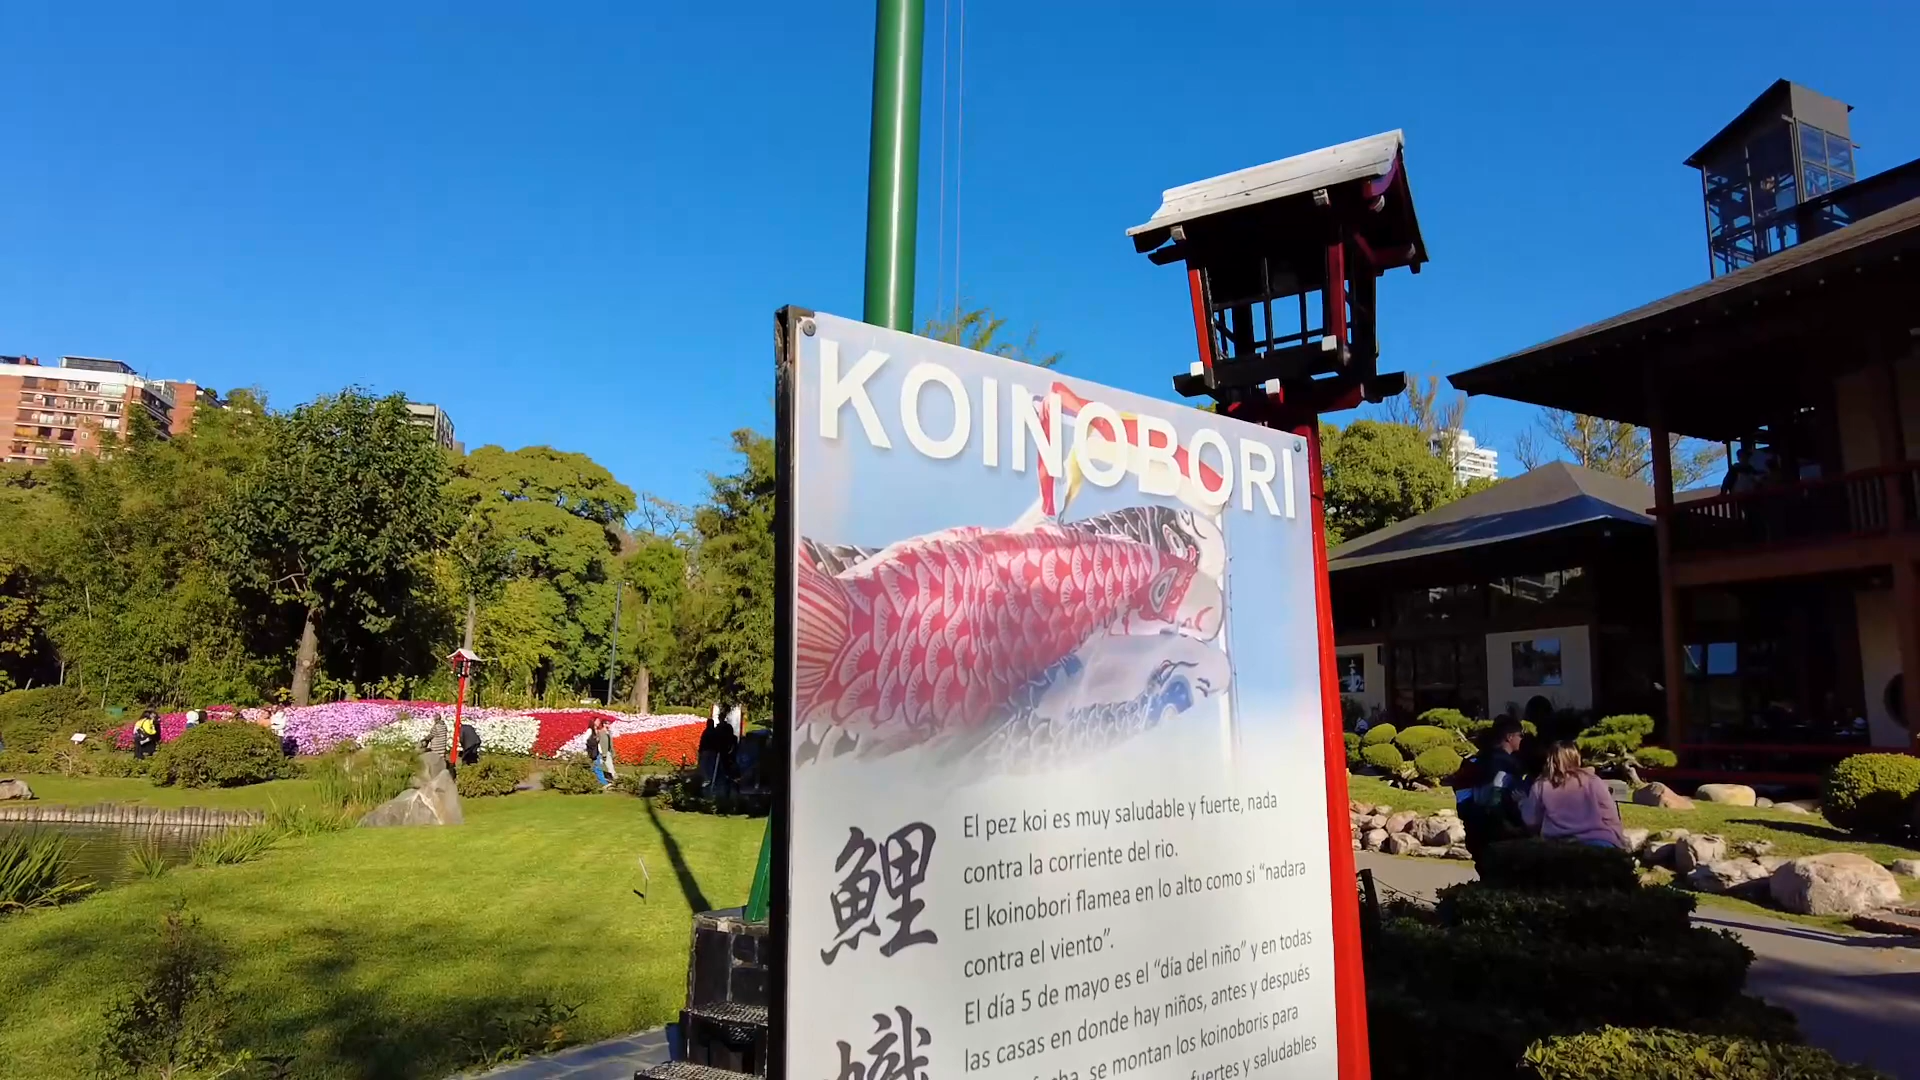 KOINOBORI
鯉
幟
El pez koi es muy saludable y fuerte, nada
contra la corriente del rio.
El koinobori flamea en lo alto como si “nadara
contra el viento”.
El día 5 de mayo es el “día del niño” y en todas
las casas en donde hay niños, antes y después
se montan los koinoboris para
fuertes y saludables